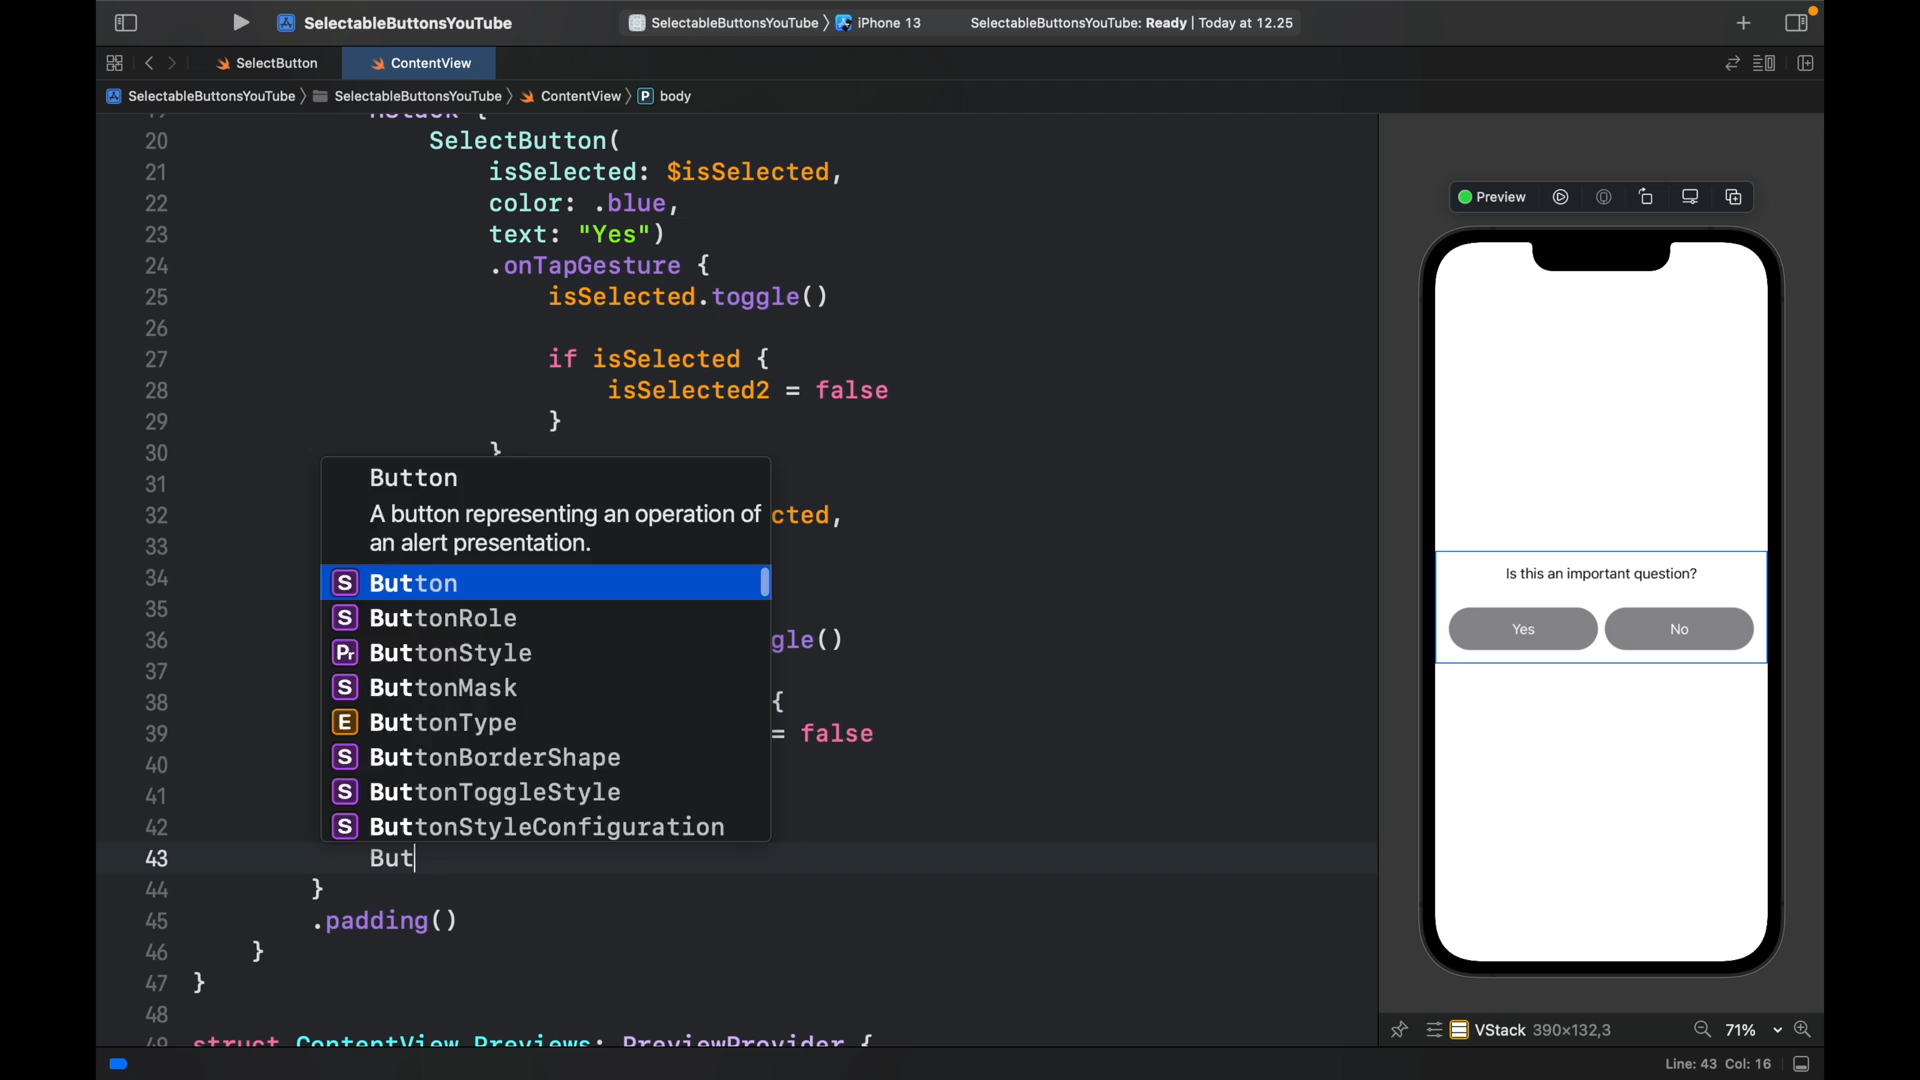 SelectableButtonsYouTube
SelectableButtonsYouTube 〉 iPhone 13
SelectableButtonsYouTube: Ready | Today at 12.25
SelectButton
ContentView
SelectableButtonsYouTube 〉 SelectableButtonsYouTube 〉 ContentView 〉 P body
20 SelectButton(
21 isSelected: $isSelected,
22 color: .blue,
23 text: "Yes")
24 .onTapGesture {
25 isSelected.toggle()
26
27 if isSelected {
28 isSelected2 = false
29 }
30 }
31
32 cted,
33
34
35
36 gle()
37
38 {
39 = false
40
41
42
43 But
44 }
45 .padding()
46 }
47 }
48
49 struct ContentView_Previews: PreviewProvider {
Button
A button representing an operation of
an alert presentation.
S Button
S ButtonRole
Pr ButtonStyle
S ButtonMask
E ButtonType
S ButtonBorderShape
S ButtonToggleStyle
S ButtonStyleConfiguration
Preview
Is this an important question?
Yes
No
VStack 390×132,3
71%
Line: 43 Col: 16